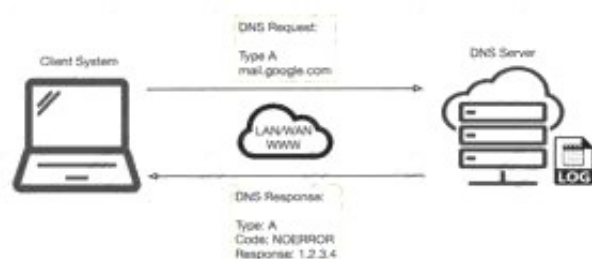 DNS Request:
Type A
mail.google.com
Client System
DNS Server
LAN/WAN
WWW
LOG
DNS Response:
Type: A
Code: NOERROR
Response: 1.2.3.4